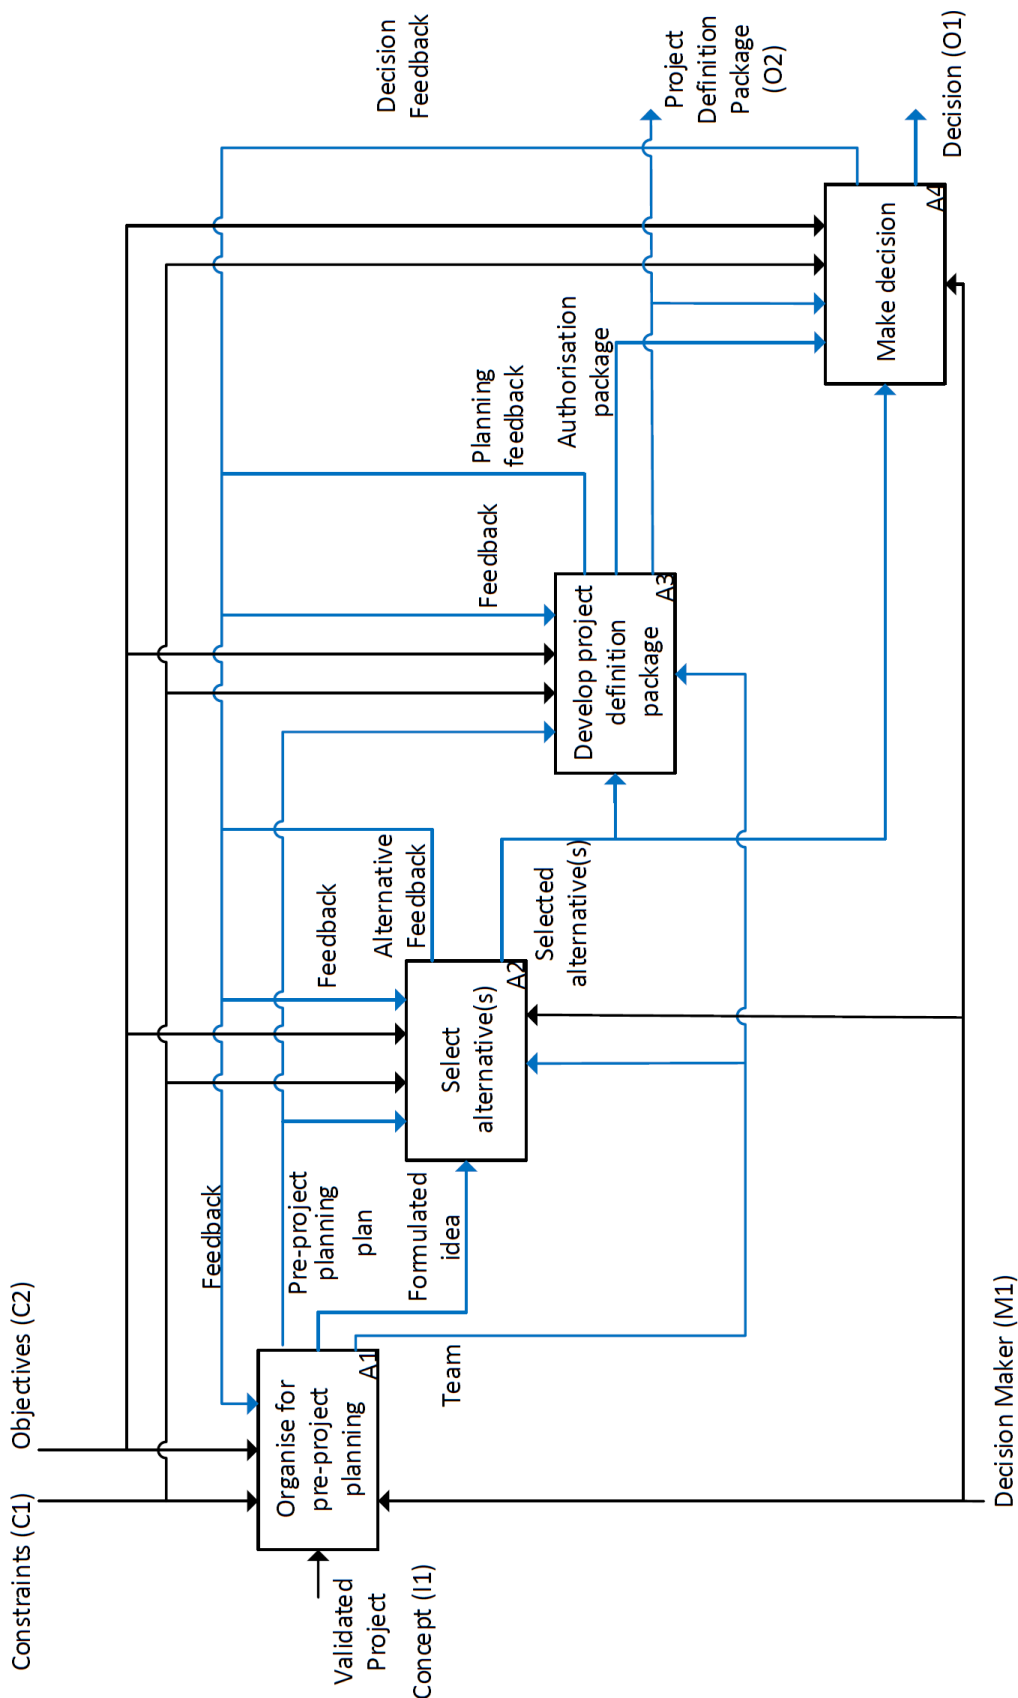 Constraints (C1)
Objectives (C2)
Validated
Project
Concept (I1)
Organise for
pre-project
planning
A1
Feedback
Pre-project
planning
plan
Formulated
idea
Team
Select
alternative(s)
A2
Feedback
Alternative
Feedback
Selected
alternative(s)
Develop project
definition
package
A3
Feedback
Planning
feedback
Authorisation
package
Make decision
A4
Decision
Feedback
Project
Definition
Package
(O2)
Decision (O1)
Decision Maker (M1)